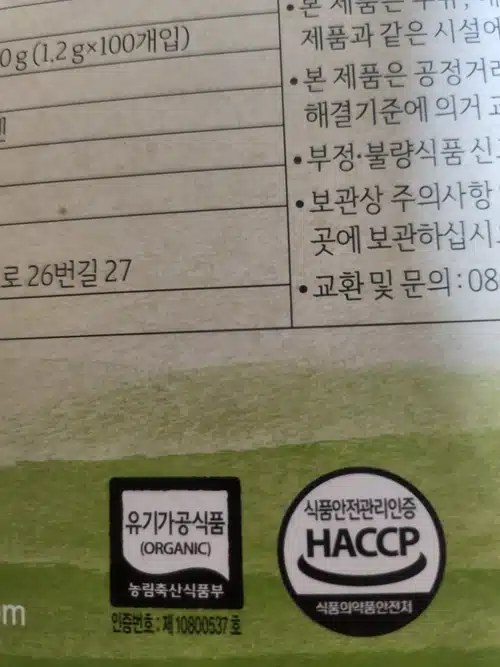 0g (1.2g×100개입)
로 26번길 27
• 본 제품은 우유,
제품과 같은 시설에
• 본 제품은 공정거래
해결기준에 의거
• 부정·불량식품 신
• 보관상 주의사항
곳에 보관하십시
• 교환 및 문의 : 08
유기가공식품
(ORGANIC)
농림축산식품부
인증번호 : 제 10800537 호
식품안전관리인증
HACCP
식품의약품안전처
om